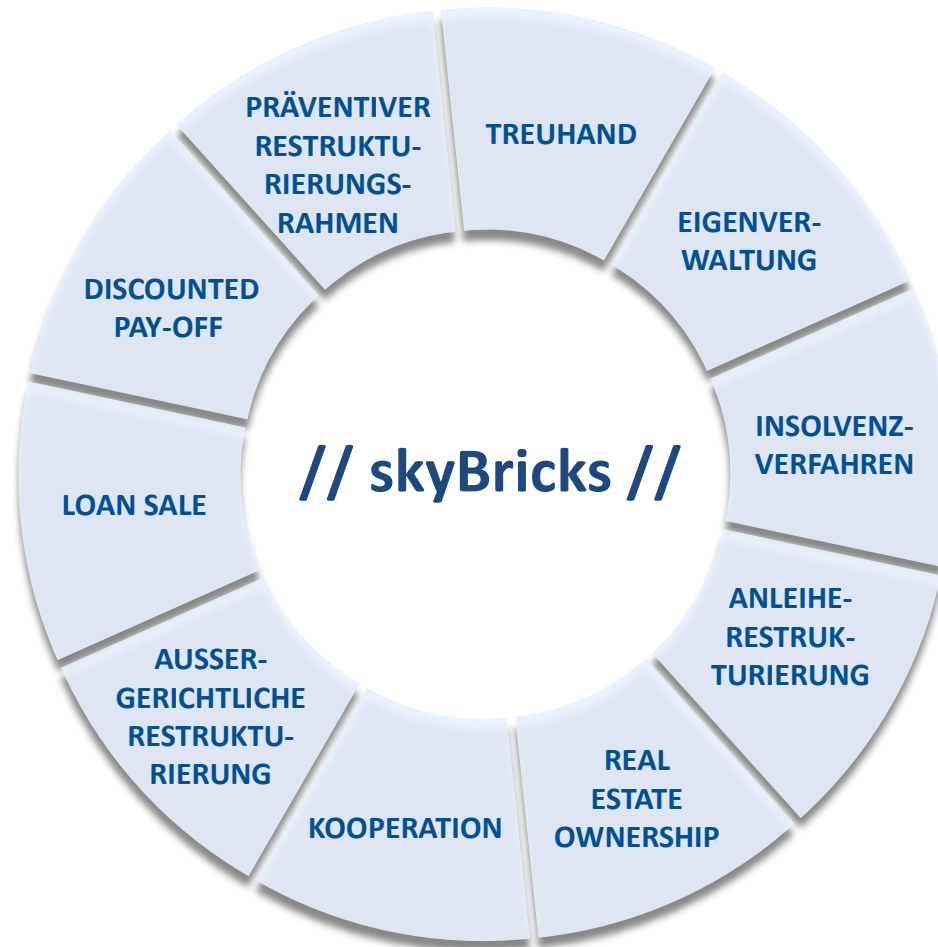 PRÄVENTIVER
RESTRUKTU-
RIERUNGS-
RAHMEN
TREUHAND
EIGENVER-
WALTUNG
INSOLVENZ-
VERFAHREN
ANLEIHE-
RESTRUK-
TURIERUNG
REAL
ESTATE
OWNERSHIP
KOOPERATION
AUSSER-
GERICHTLICHE
RESTRUKTU-
RIERUNG
LOAN SALE
DISCOUNTED
PAY-OFF
// skyBricks //